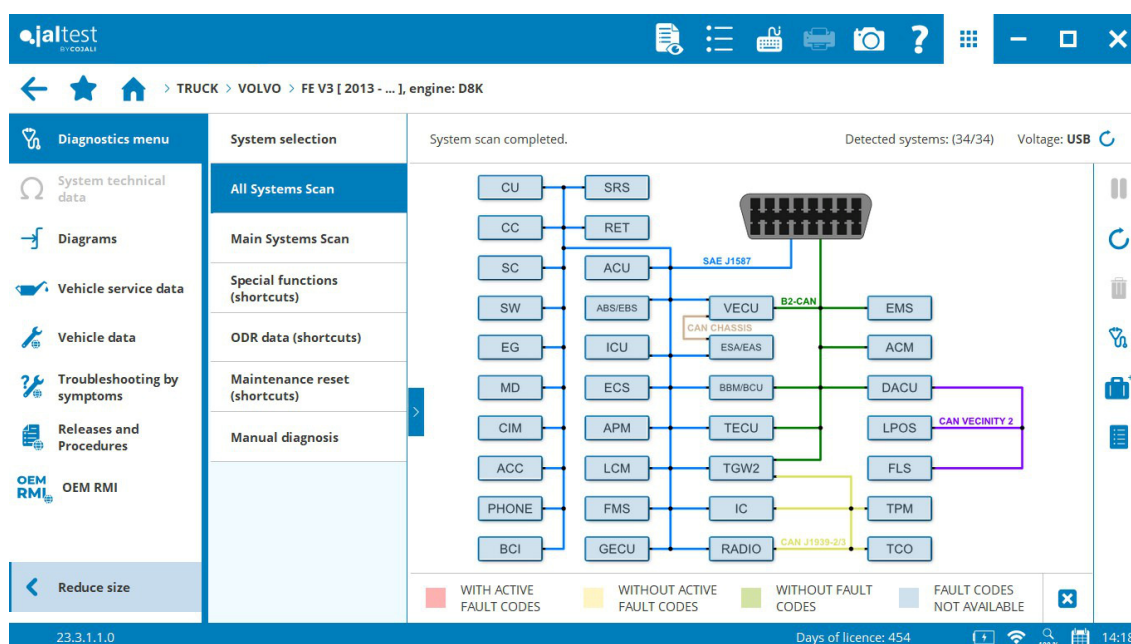 jaltest
BY COJALI
> TRUCK > VOLVO > FE V3 [ 2013 - ... ], engine: D8K
Diagnostics menu
System technical
data
Diagrams
Vehicle service data
Vehicle data
Troubleshooting by
symptoms
Releases and
Procedures
OEM
RMI
OEM RMI
Reduce size
System selection
All Systems Scan
Main Systems Scan
Special functions
(shortcuts)
ODR data (shortcuts)
Maintenance reset
(shortcuts)
Manual diagnosis
System scan completed.
Detected systems: (34/34)
Voltage: USB
CU
SRS
CC
RET
SC
ACU
SAE J1587
SW
ABS/EBS
VECU
B2-CAN
EMS
CAN CHASSIS
EG
ICU
ESA/EAS
ACM
MD
ECS
BBM/BCU
DACU
CIM
APM
TECU
LPOS
CAN VECINITY 2
ACC
LCM
TGW2
FLS
PHONE
FMS
IC
TPM
BCI
GECU
RADIO
CAN J1939-2/3
TCO
WITH ACTIVE
FAULT CODES
WITHOUT ACTIVE
FAULT CODES
WITHOUT FAULT
CODES
FAULT CODES
NOT AVAILABLE
23.3.1.1.0
Days of licence: 454
14:18